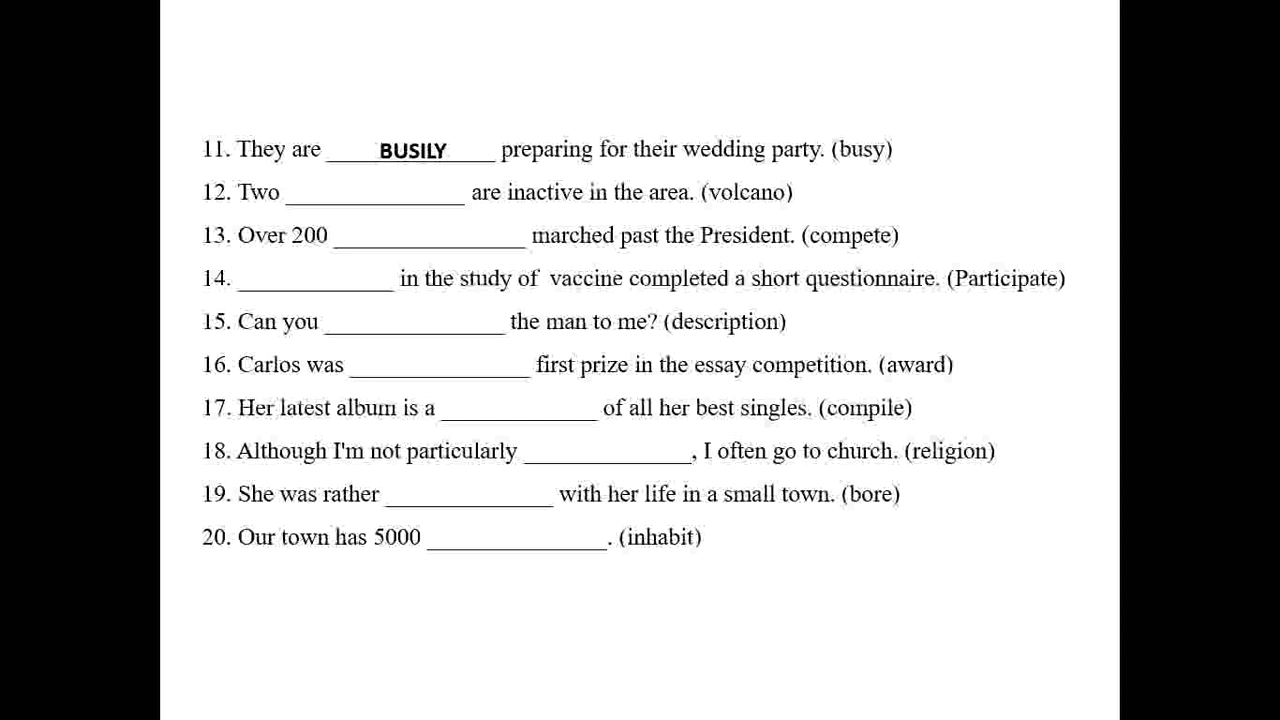 11. They are ______BUSILY______ preparing for their wedding party. (busy)
12. Two _______________ are inactive in the area. (volcano)
13. Over 200 ________________ marched past the President. (compete)
14. _____________ in the study of vaccine completed a short questionnaire. (Participate)
15. Can you _______________ the man to me? (description)
16. Carlos was _______________ first prize in the essay competition. (award)
17. Her latest album is a _____________ of all her best singles. (compile)
18. Although I'm not particularly ______________, I often go to church. (religion)
19. She was rather ______________ with her life in a small town. (bore)
20. Our town has 5000 _______________. (inhabit)